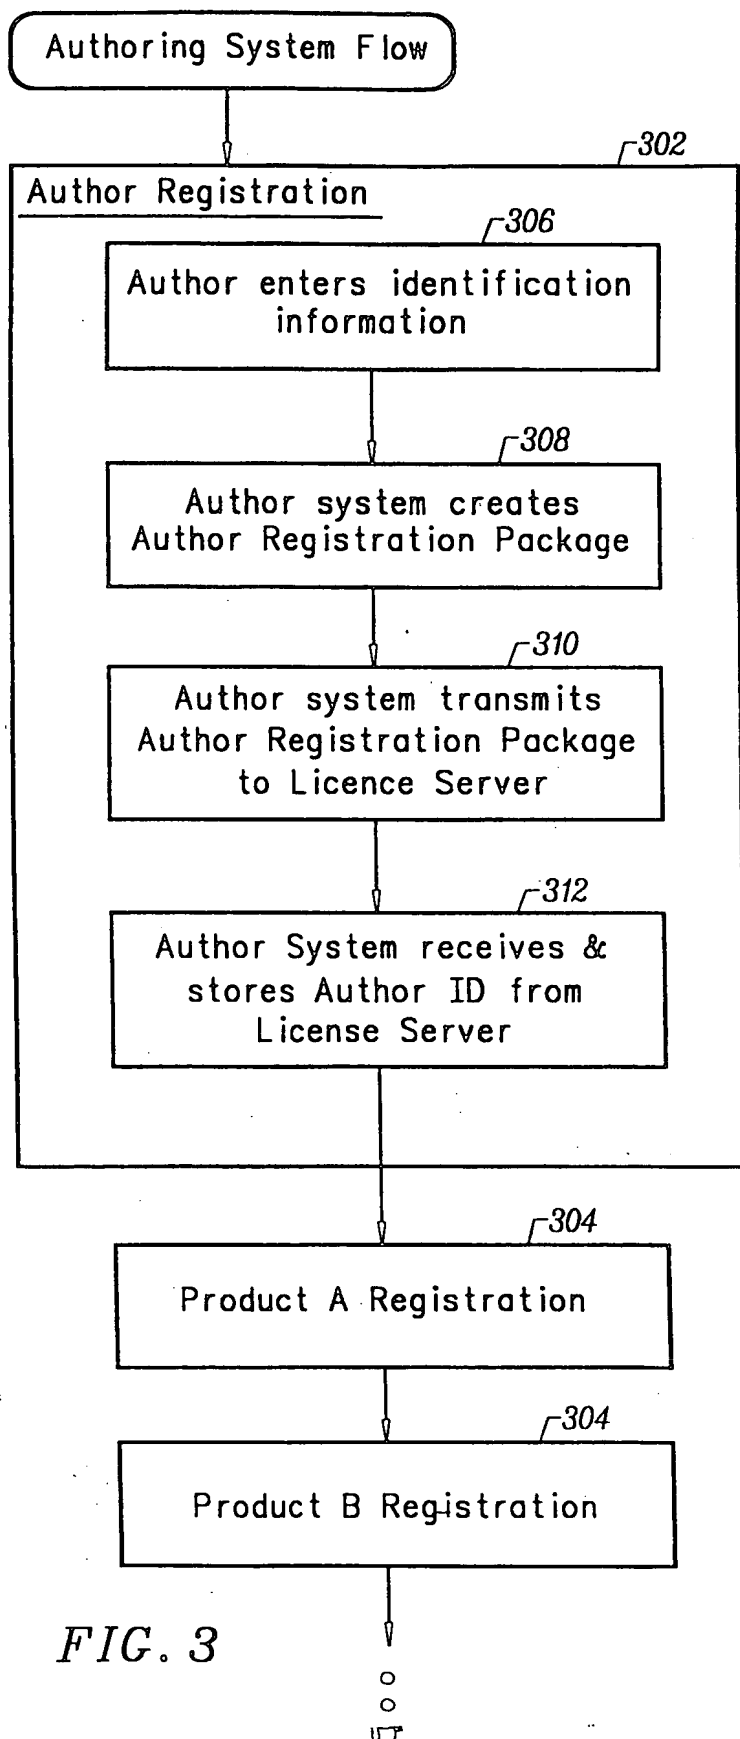 Authoring System Flow
302
Author Registration
306
Author enters identification
information
308
Author system creates
Author Registration Package
310
Author system transmits
Author Registration Package
to Licence Server
312
Author System receives &
stores Author ID from
License Server
304
Product A Registration
304
Product B Registration
FIG. 3